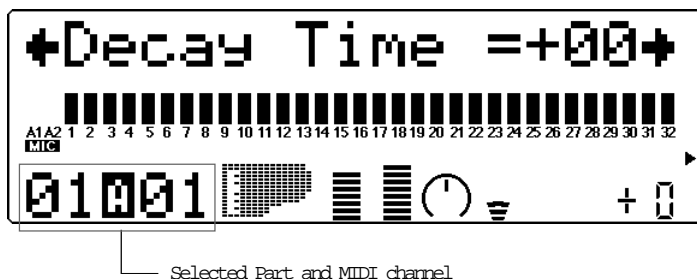 ←Decay Time =+00→
A1 A2 1 2 3 4 5 6 7 8 9 10 11 12 13 14 15 16 17 18 19 20 21 22 23 24 25 26 27 28 29 30 31 32
MIC
01A01 + 0
Selected Part and MIDI channel